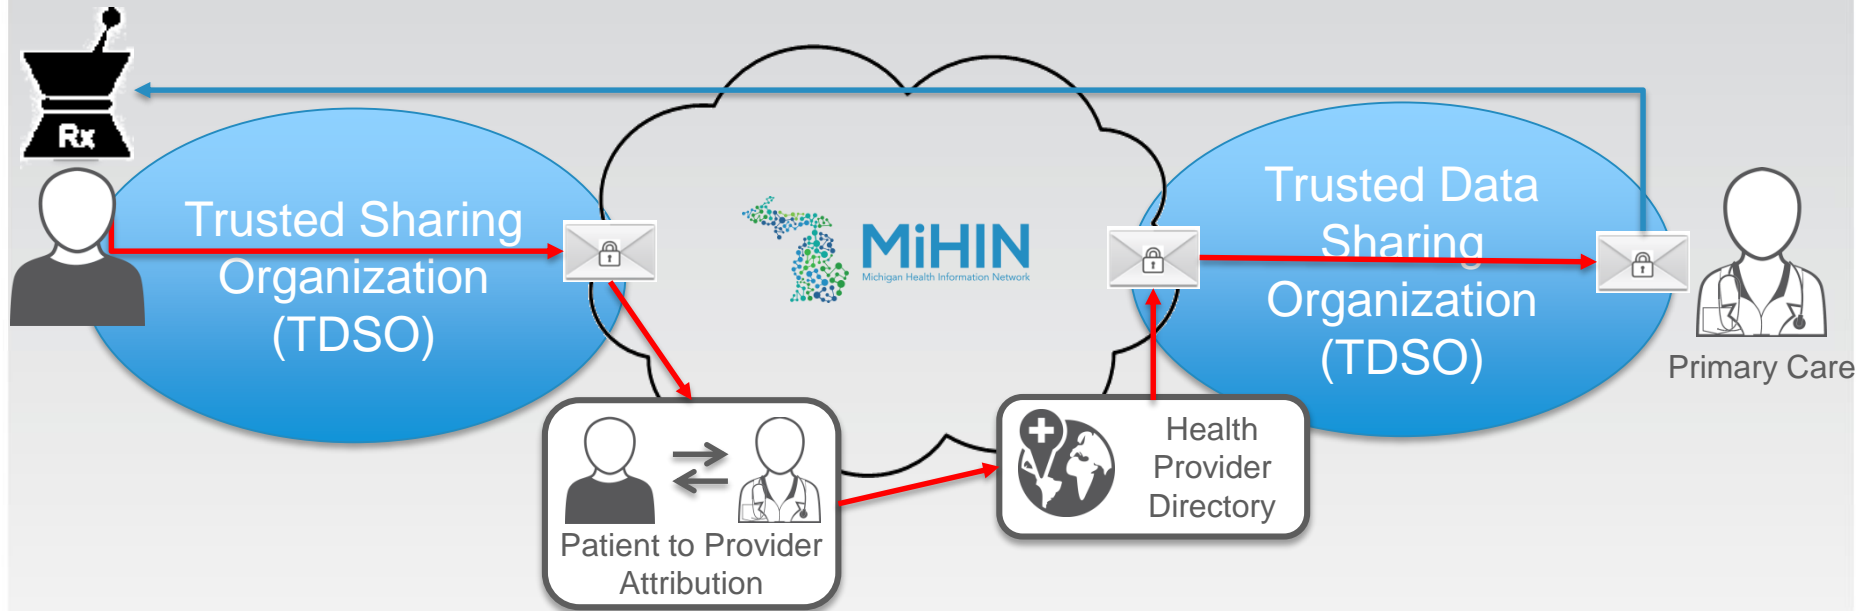 Rx
Trusted Sharing
Organization
(TDSO)
MiHIN
Michigan Health Information Network
Trusted Data
Sharing
Organization
(TDSO)
Primary Care
Patient to Provider
Attribution
Health
Provider
Directory